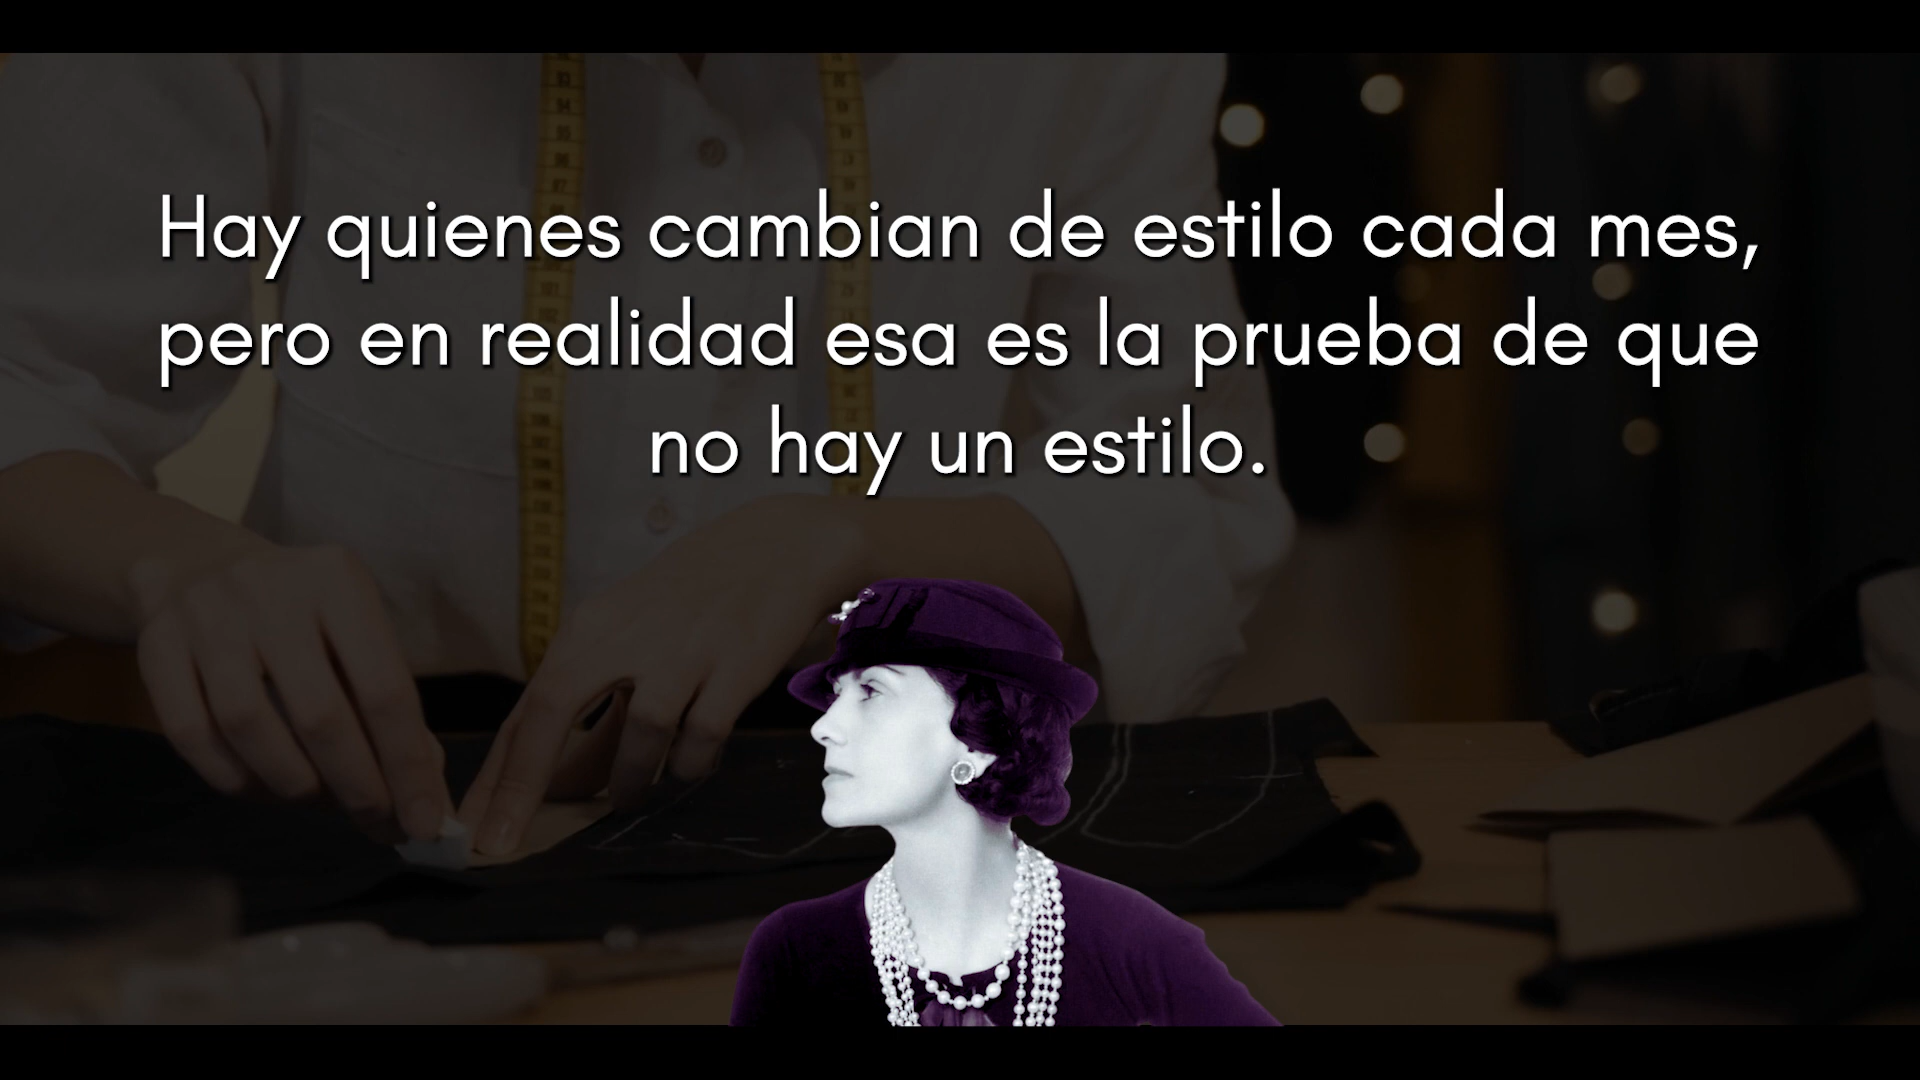 Hay quienes cambian de estilo cada mes,
pero en realidad esa es la prueba de que
no hay un estilo.